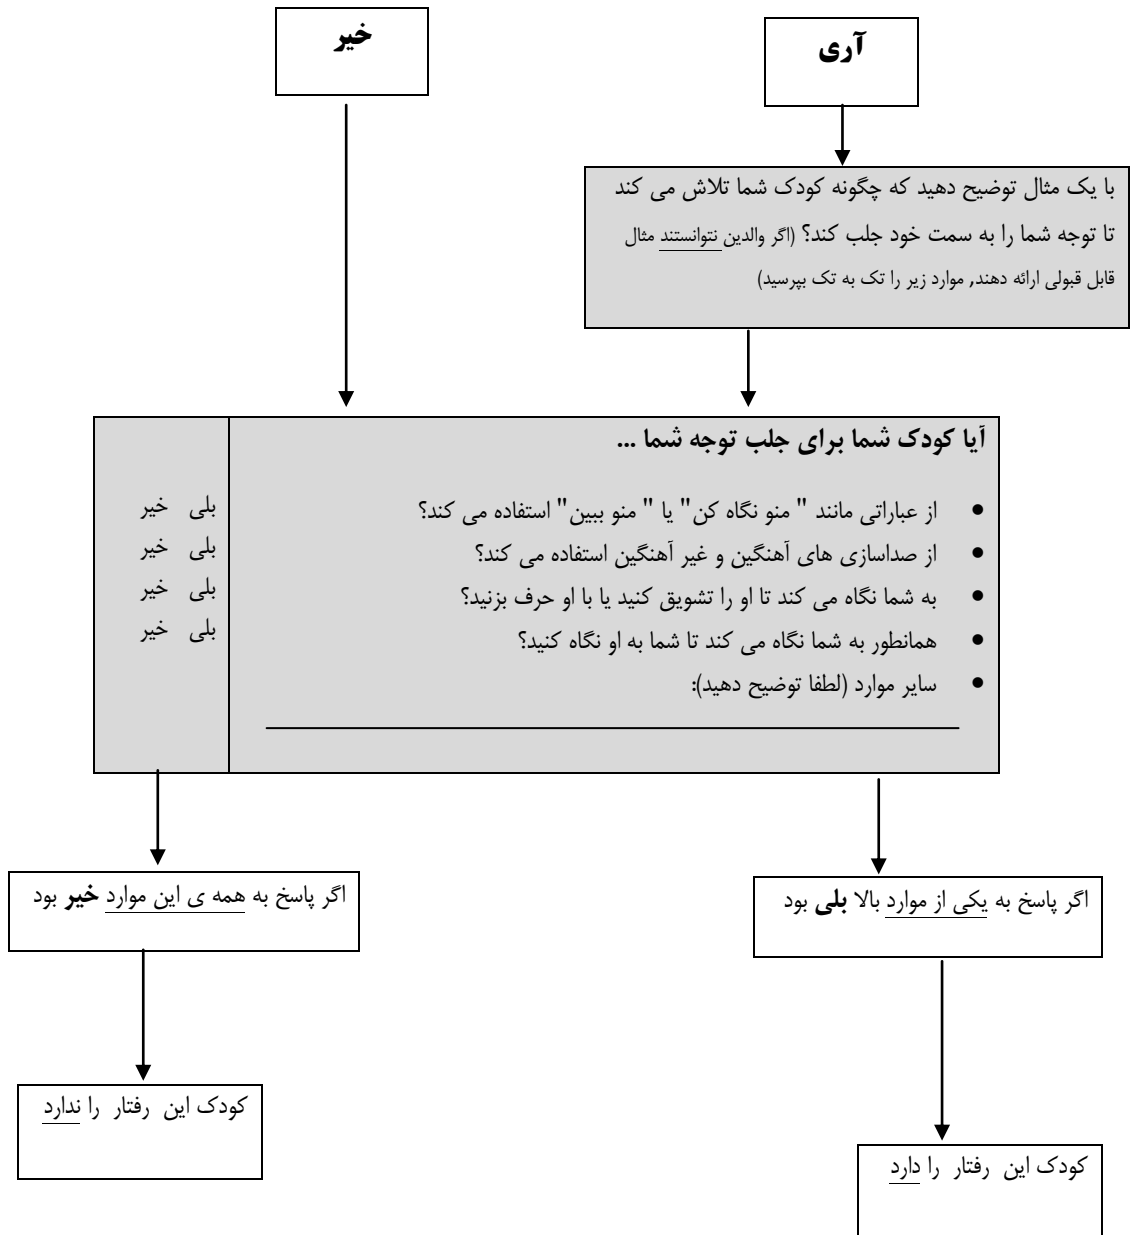 آری
خیر
با یک مثال توضیح دهید که چگونه کودک شما تلاش می کند
تا توجه شما را به سمت خود جلب کند؟ (اگر والدین نتوانستند مثال
قابل قبولی ارائه دهند, موارد زیر را تک به تک بپرسید)
آیا کودک شما برای جلب توجه شما ...
• از عباراتی مانند " منو نگاه کن" یا " منو ببین" استفاده می کند؟
بلی خیر
• از صداسازی های آهنگین و غیر آهنگین استفاده می کند؟
بلی خیر
• به شما نگاه می کند تا او را تشویق کنید یا با او حرف بزنید؟
بلی خیر
• همانطور به شما نگاه می کند تا شما به او نگاه کنید؟
بلی خیر
• سایر موارد (لطفا توضیح دهید):
اگر پاسخ به یکی از موارد بالا بلی بود
اگر پاسخ به همه ی این موارد خیر بود
کودک این رفتار را ندارد
کودک این رفتار را دارد